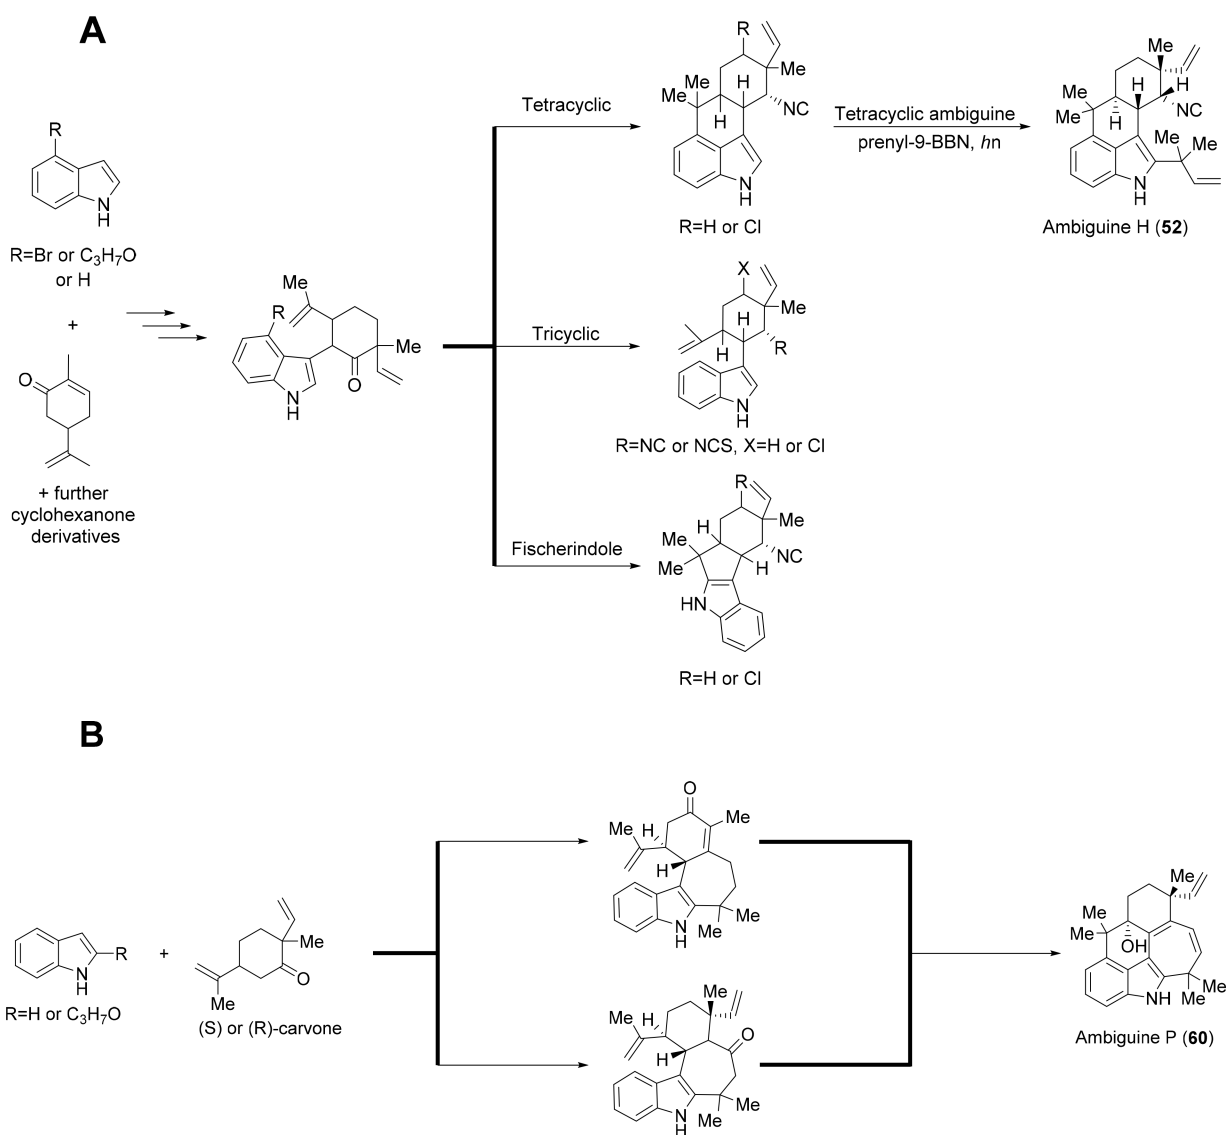 A
R
N
H
R=Br or C3H7O
or H
+
O
+ further
cyclohexanone
derivatives
Me
R
Me
O
N
H
Tetracyclic
R
Me
Me
Me
H
NC
H
N
H
R=H or Cl
Tetracyclic ambiguine
prenyl-9-BBN, hn
Me
H
H
Me
NC
Me
H
Me
Me
N
H
Ambiguine H (52)
Tricyclic
X
Me
H
R
H
N
H
R=NC or NCS, X=H or Cl
Fischerindole
R
H
Me
Me
NC
Me
H
HN
R=H or Cl
B
R
N
H
R=H or C3H7O
+
Me
O
Me
(S) or (R)-carvone
O
Me
Me
H
H
N
H
Me
Me
Me
Me
H
O
H
N
H
Me
Me
Me
Me
Me
OH
NH
Me
Me
Ambiguine P (60)